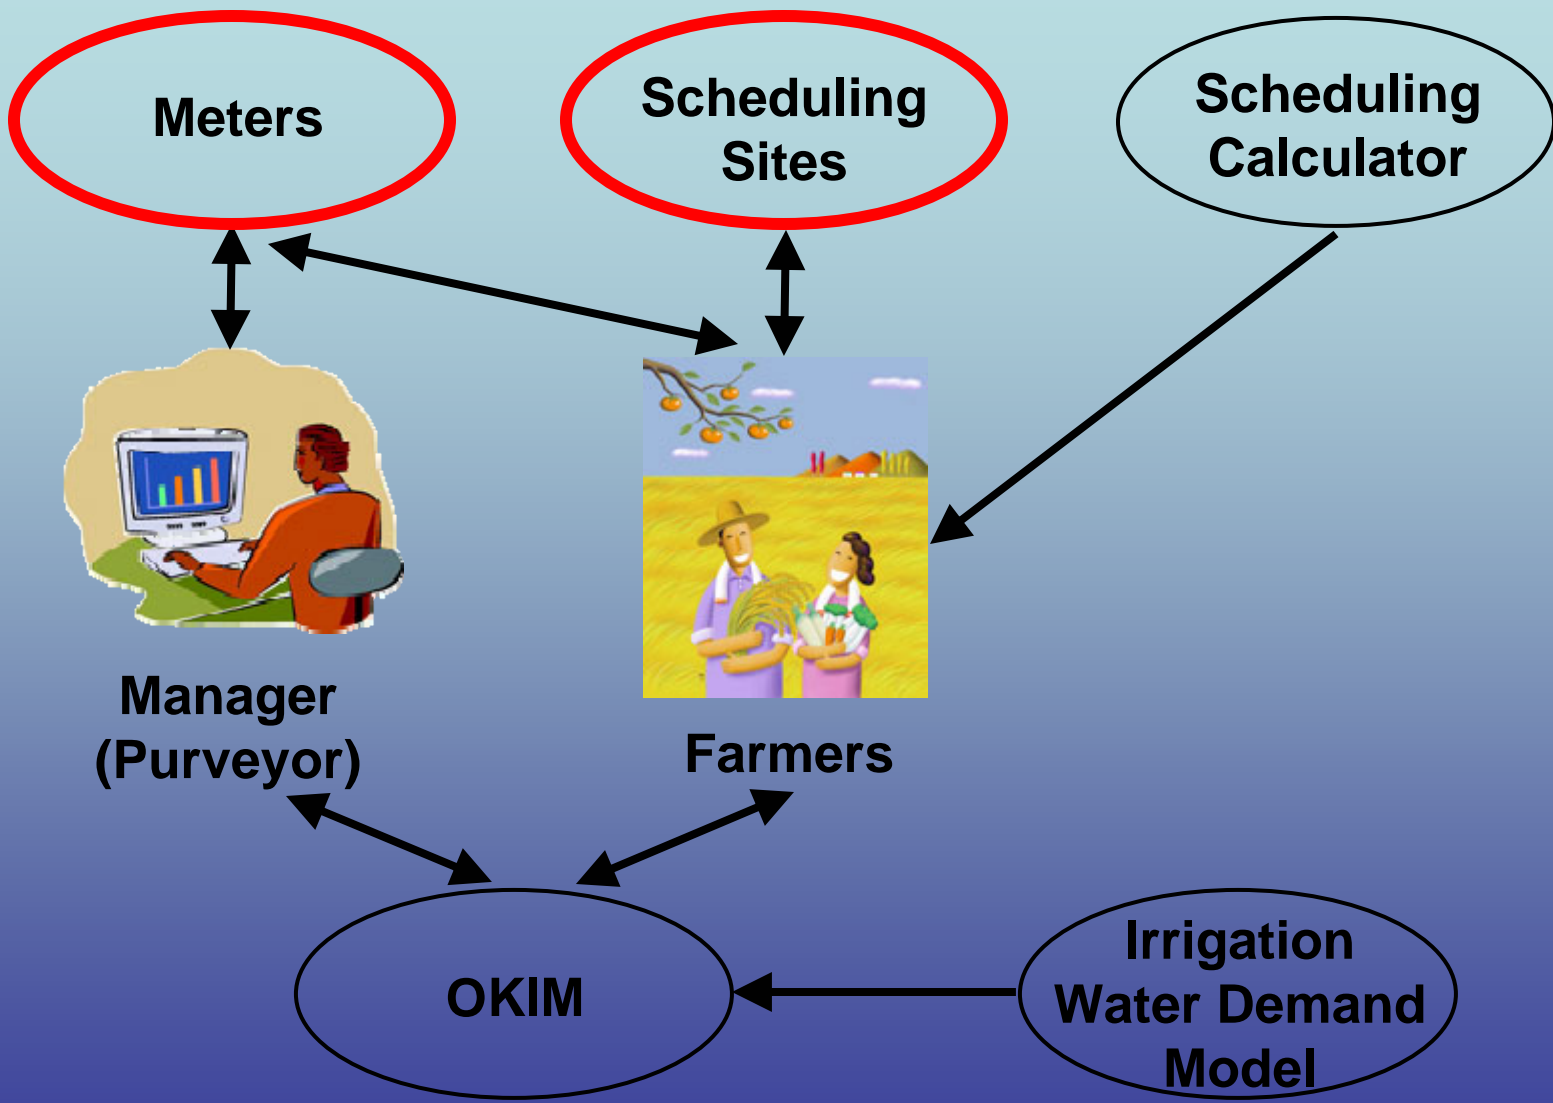 Meters
Scheduling
Sites
Scheduling
Calculator
Manager
(Purveyor)
Farmers
OKIM
Irrigation
Water Demand
Model